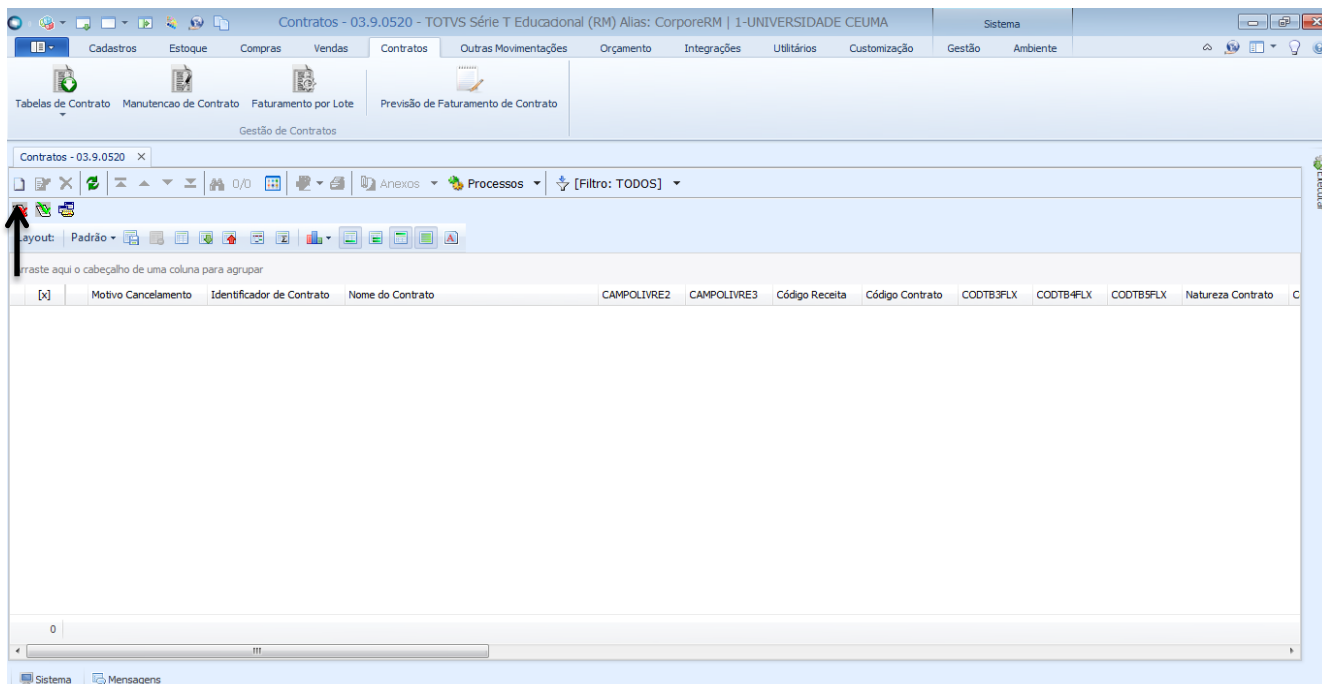 Contratos - 03.9.0520 - TOTVS Série T Educacional (RM) Alias: CorporeRM | 1-UNIVERSIDADE CEUMA
Sistema
Cadastros Estoque Compras Vendas Contratos Outras Movimentações Orçamento Integrações Utilitários Customização Gestão Ambiente
Tabelas de Contrato Manutencao de Contrato Faturamento por Lote Previsão de Faturamento de Contrato
Gestão de Contratos
Contratos - 03.9.0520
0/0 Anexos Processos [Filtro: TODOS]
Executar
Layout: Padrão
Arraste aqui o cabeçalho de uma coluna para agrupar
[x] Motivo Cancelamento Identificador de Contrato Nome do Contrato CAMPOLIVRE2 CAMPOLIVRE3 Código Receita Código Contrato CODTB3FLX CODTB4FLX CODTB5FLX Natureza Contrato C
0
Sistema Mensagens